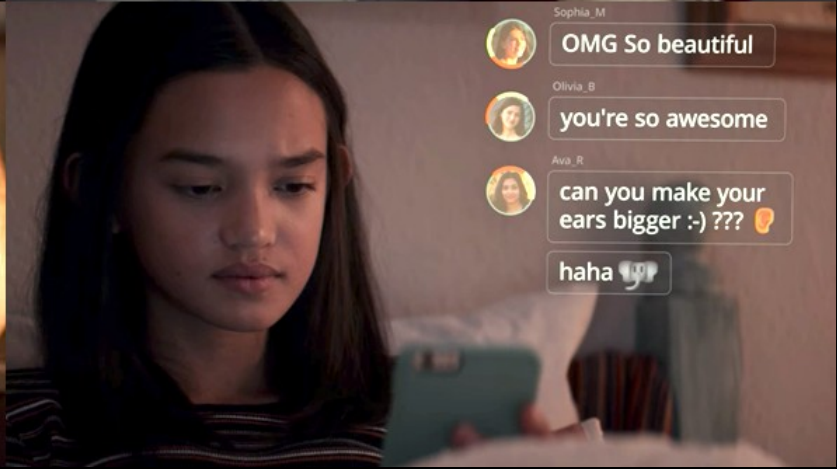 Sophia_M
OMG So beautiful
Olivia_B
you're so awesome
Ava_R
can you make your
ears bigger :-) ??? 👂
haha 🐘